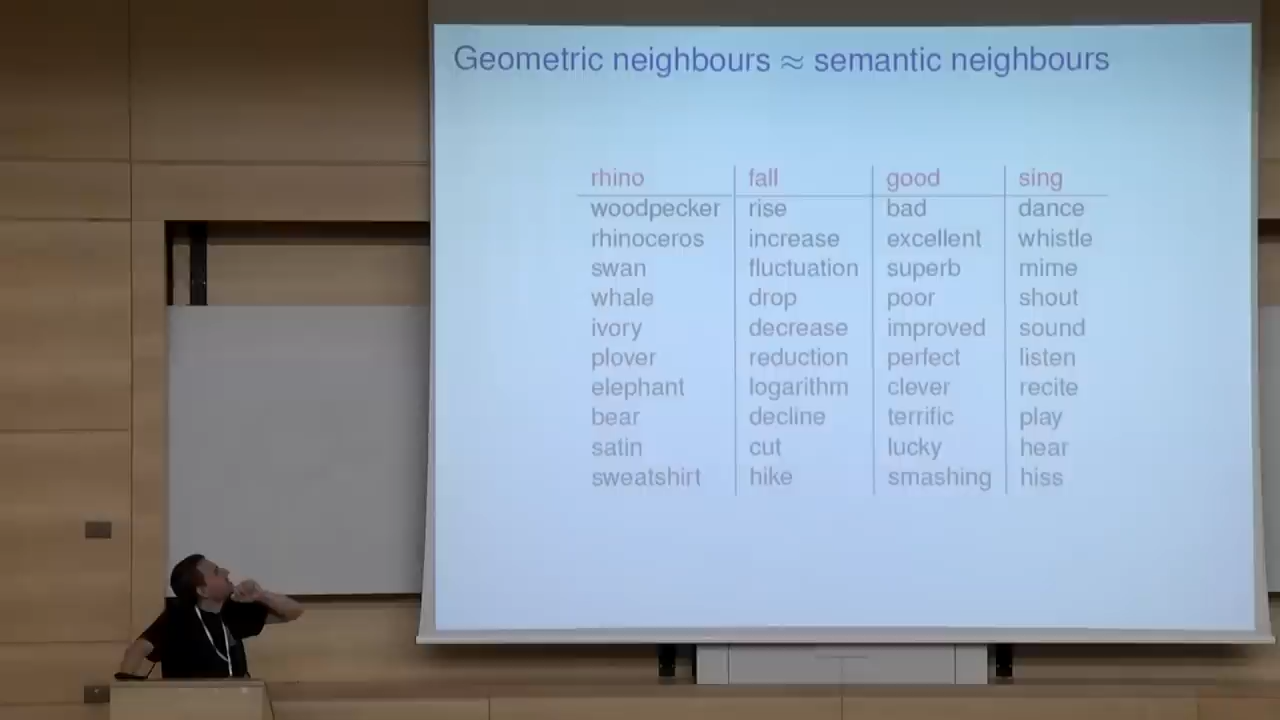 Geometric neighbours ≈ semantic neighbours
rhino fall good sing
woodpecker rise bad dance
rhinoceros increase excellent whistle
swan fluctuation superb mime
whale drop poor shout
ivory decrease improved sound
plover reduction perfect listen
elephant logarithm clever recite
bear decline terrific play
satin cut lucky hear
sweatshirt hike smashing hiss